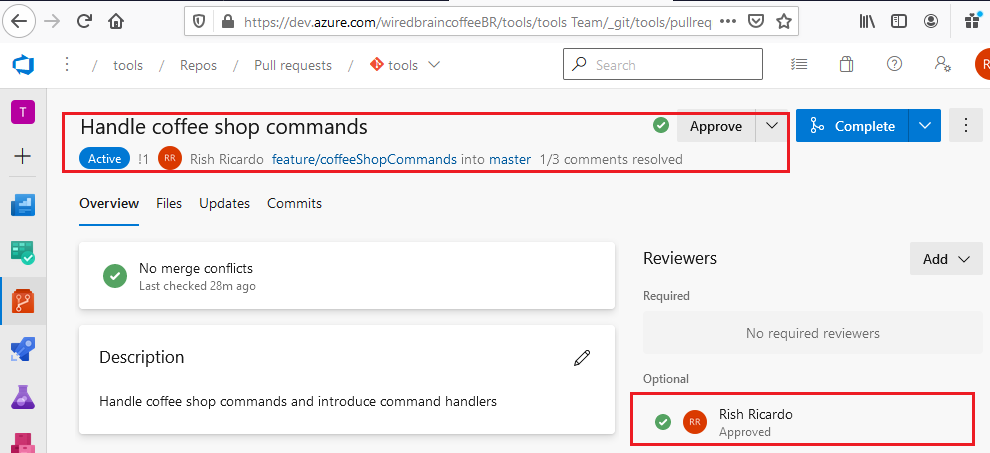 https://dev.azure.com/wiredbraincoffeeBR/tools/tools Team/_git/tools/pullreq
/ tools / Repos / Pull requests / tools
Search
R
T
Handle coffee shop commands
Approve
Complete
Active !1 RR Rish Ricardo feature/coffeeShopCommands into master 1/3 comments resolved
Overview Files Updates Commits
No merge conflicts
Last checked 28m ago
Reviewers
Add
Required
No required reviewers
Description
Handle coffee shop commands and introduce command handlers
Optional
RR
Rish Ricardo
Approved